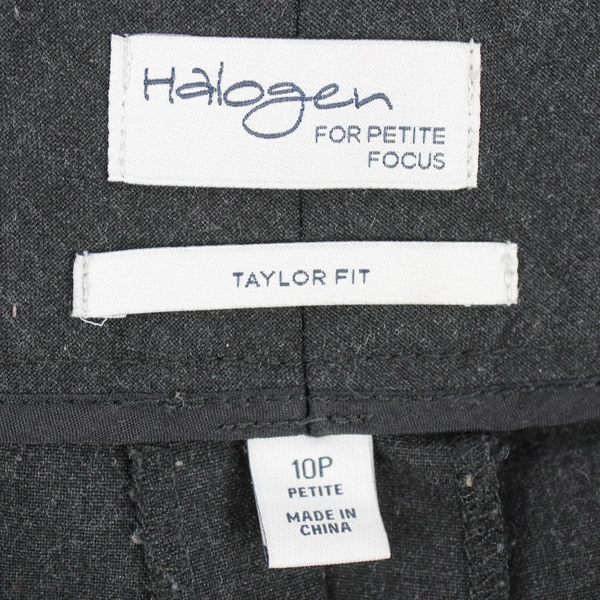 Halogen
FOR PETITE
FOCUS
TAYLOR FIT
10P
PETITE
MADE IN
CHINA